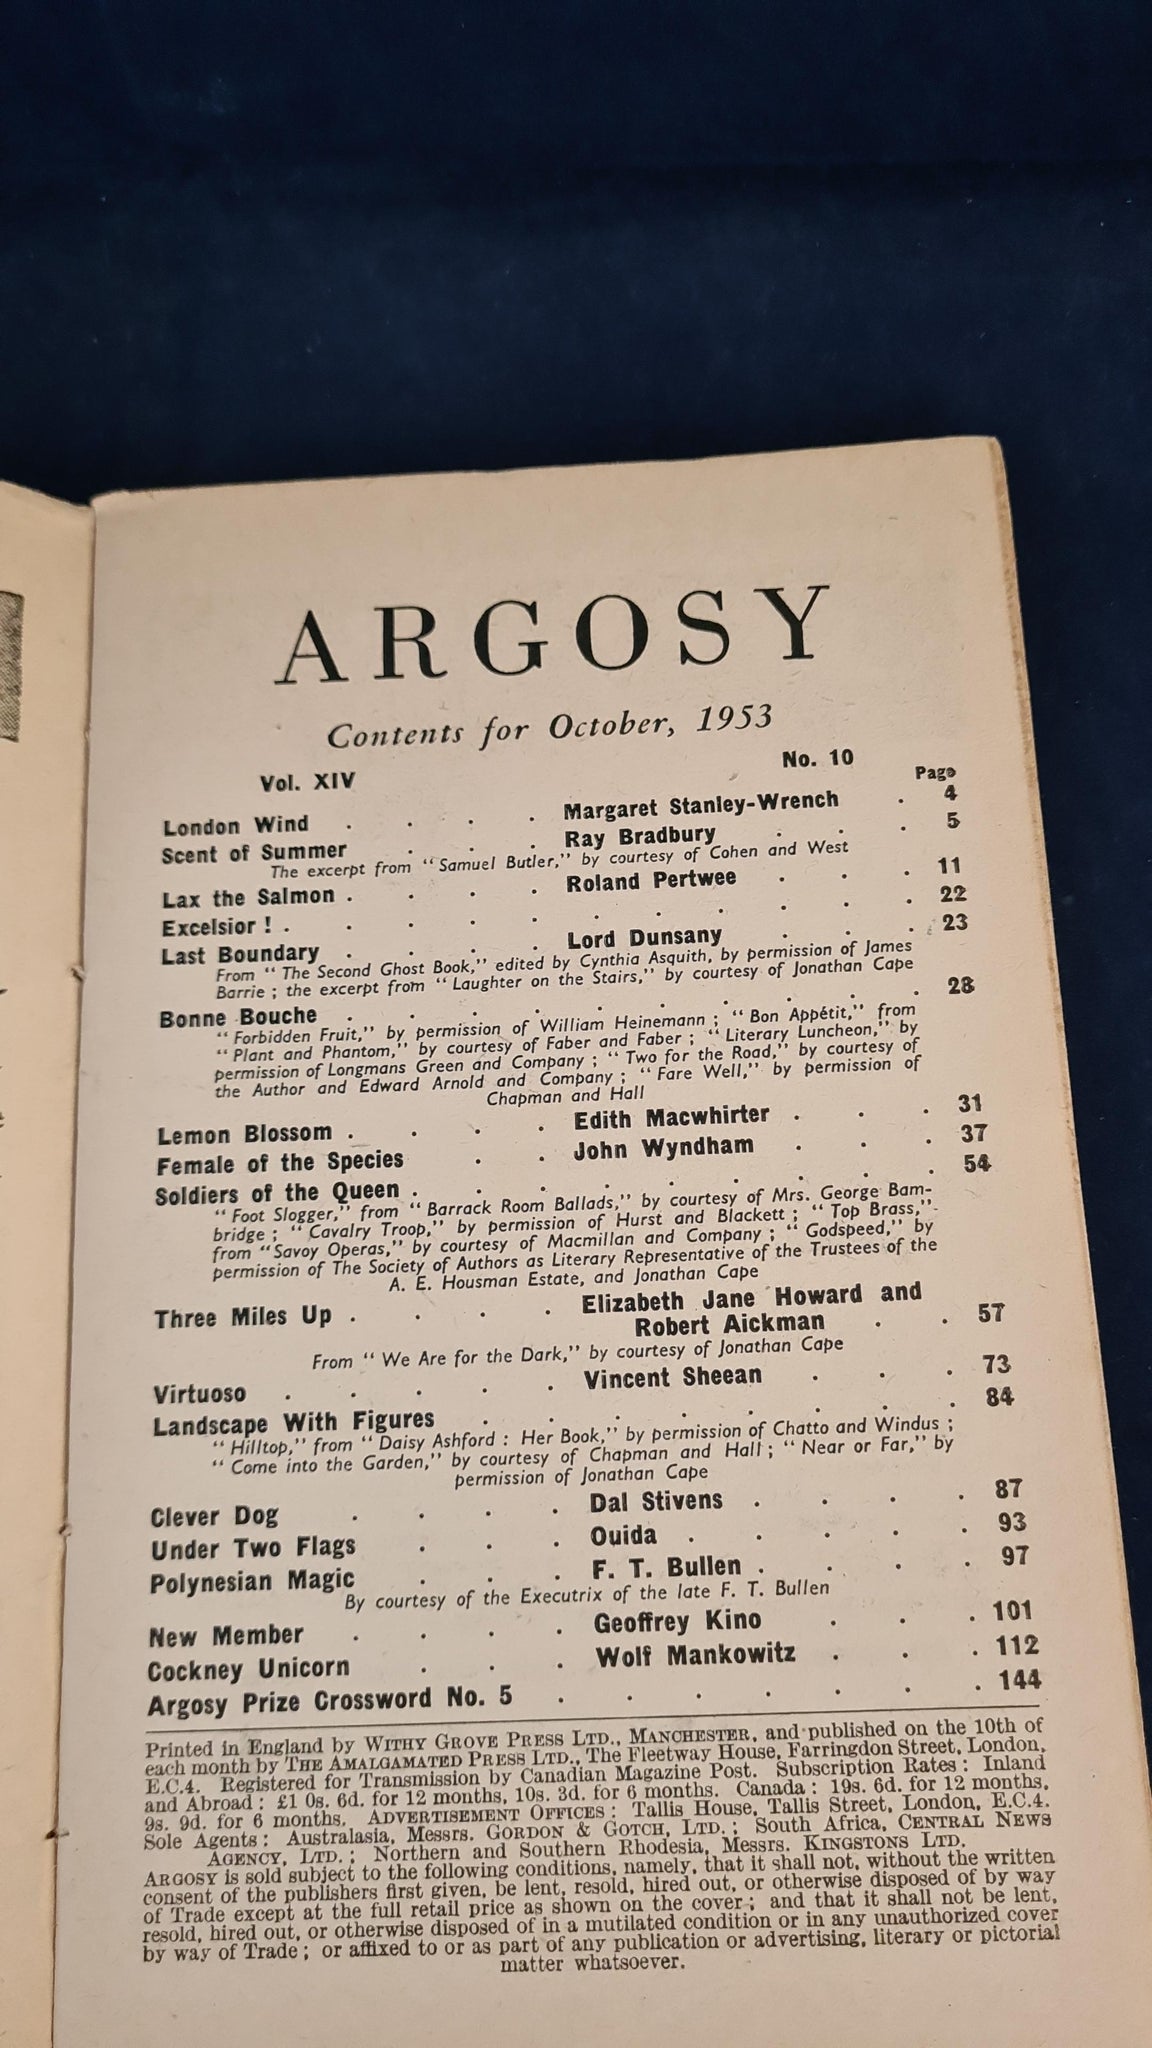 ARGOSY
Contents for October, 1953
Vol. XIV No. 10
Page
London Wind . . . . Margaret Stanley-Wrench . 4
Scent of Summer . . . Ray Bradbury . . . 5
The excerpt from "Samuel Butler," by courtesy of Cohen and West
Lax the Salmon . . . . Roland Pertwee . . . 11
Excelsior ! . . . . . . . . . . 22
Last Boundary . . . . Lord Dunsany . . . 23
From "The Second Ghost Book," edited by Cynthia Asquith, by permission of James
Barrie ; the excerpt from "Laughter on the Stairs," by courtesy of Jonathan Cape
Bonne Bouche . . . . . . . . . 28
"Forbidden Fruit," by permission of William Heinemann ; "Bon Appétit," from
"Plant and Phantom," by courtesy of Faber and Faber ; "Literary Luncheon," by
permission of Longmans Green and Company ; "Two for the Road," by courtesy of
the Author and Edward Arnold and Company ; "Fare Well," by permission of
Chapman and Hall
Lemon Blossom . . . . Edith Macwhirter . . . 31
Female of the Species . . John Wyndham . . . 37
Soldiers of the Queen . . . . . . . . 54
"Foot Slogger," from "Barrack Room Ballads," by courtesy of Mrs. George Bam-
bridge ; "Cavalry Troop," by permission of Hurst and Blackett ; "Top Brass,"
from "Savoy Operas," by courtesy of Macmillan and Company ; "Godspeed," by
permission of The Society of Authors as Literary Representative of the Trustees of the
A. E. Housman Estate, and Jonathan Cape
Three Miles Up . . . . Elizabeth Jane Howard and
Robert Aickman . . 57
From "We Are for the Dark," by courtesy of Jonathan Cape
Virtuoso . . . . . Vincent Sheean . . . 73
Landscape With Figures . . . . . . . . 84
"Hilltop," from "Daisy Ashford : Her Book," by permission of Chatto and Windus ;
"Come into the Garden," by courtesy of Chapman and Hall ; "Near or Far," by
permission of Jonathan Cape
Clever Dog . . . . Dal Stivens . . . . 87
Under Two Flags . . . Ouida . . . . . 93
Polynesian Magic . . . F. T. Bullen . . . . 97
By courtesy of the Executrix of the late F. T. Bullen
New Member . . . . Geoffrey Kino . . . 101
Cockney Unicorn . . . Wolf Mankowitz . . . 112
Argosy Prize Crossword No. 5 . . . . . . . 144
Printed in England by WITHY GROVE PRESS LTD., MANCHESTER, and published on the 10th of
each month by THE AMALGAMATED PRESS LTD., The Fleetway House, Farringdon Street, London,
E.C.4. Registered for Transmission by Canadian Magazine Post. Subscription Rates : Inland
and Abroad : £1 0s. 6d. for 12 months, 10s. 3d. for 6 months. Canada : 19s. 6d. for 12 months,
9s. 9d. for 6 months. ADVERTISEMENT OFFICES : Tallis House, Tallis Street, London, E.C.4.
Sole Agents : Australasia, Messrs. GORDON & GOTCH, LTD. ; South Africa, CENTRAL NEWS
AGENCY, LTD. ; Northern and Southern Rhodesia, Messrs. KINGSTONS LTD.
ARGOSY is sold subject to the following conditions, namely, that it shall not, without the written
consent of the publishers first given, be lent, resold, hired out, or otherwise disposed of by way
of Trade except at the full retail price as shown on the cover ; and that it shall not be lent,
resold, hired out, or otherwise disposed of in a mutilated condition or in any unauthorized cover
by way of Trade ; or affixed to or as part of any publication or advertising, literary or pictorial
matter whatsoever.